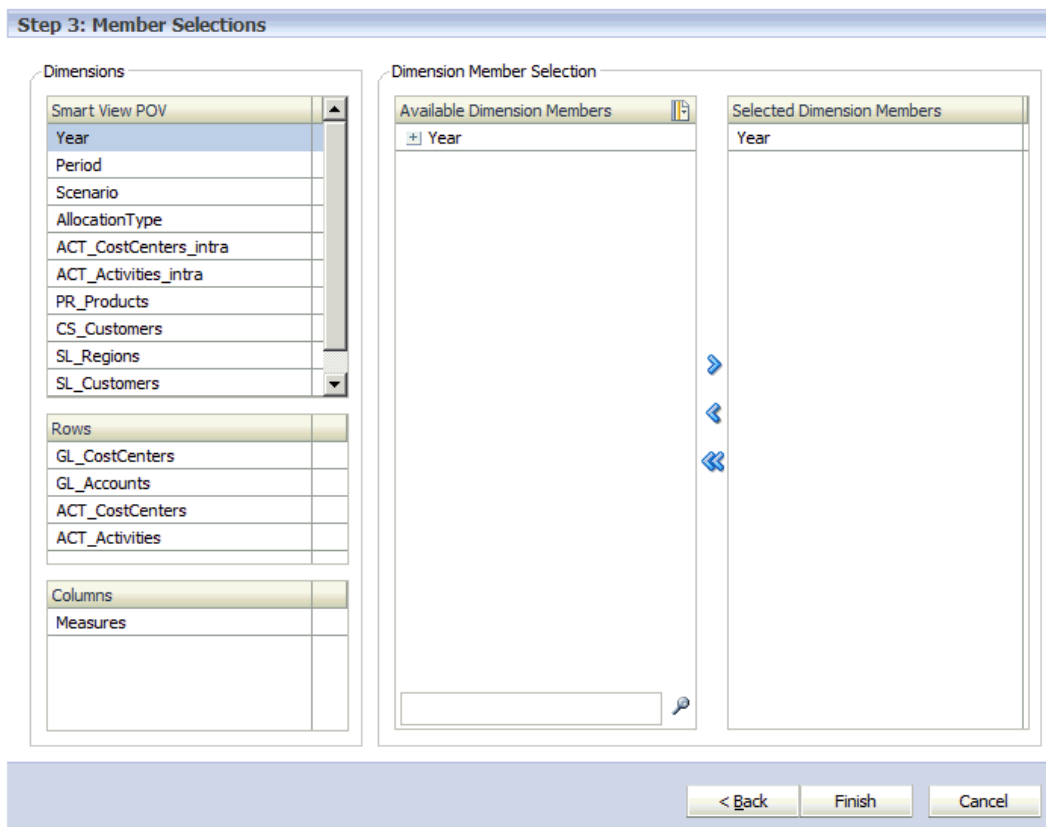 Step 3: Member Selections
Dimensions
Smart View POV
Year
Period
Scenario
AllocationType
ACT_CostCenters_intra
ACT_Activities_intra
PR_Products
CS_Customers
SL_Regions
SL_Customers
Rows
GL_CostCenters
GL_Accounts
ACT_CostCenters
ACT_Activities
Columns
Measures
Dimension Member Selection
Available Dimension Members
Year
Selected Dimension Members
Year
< Back
Finish
Cancel